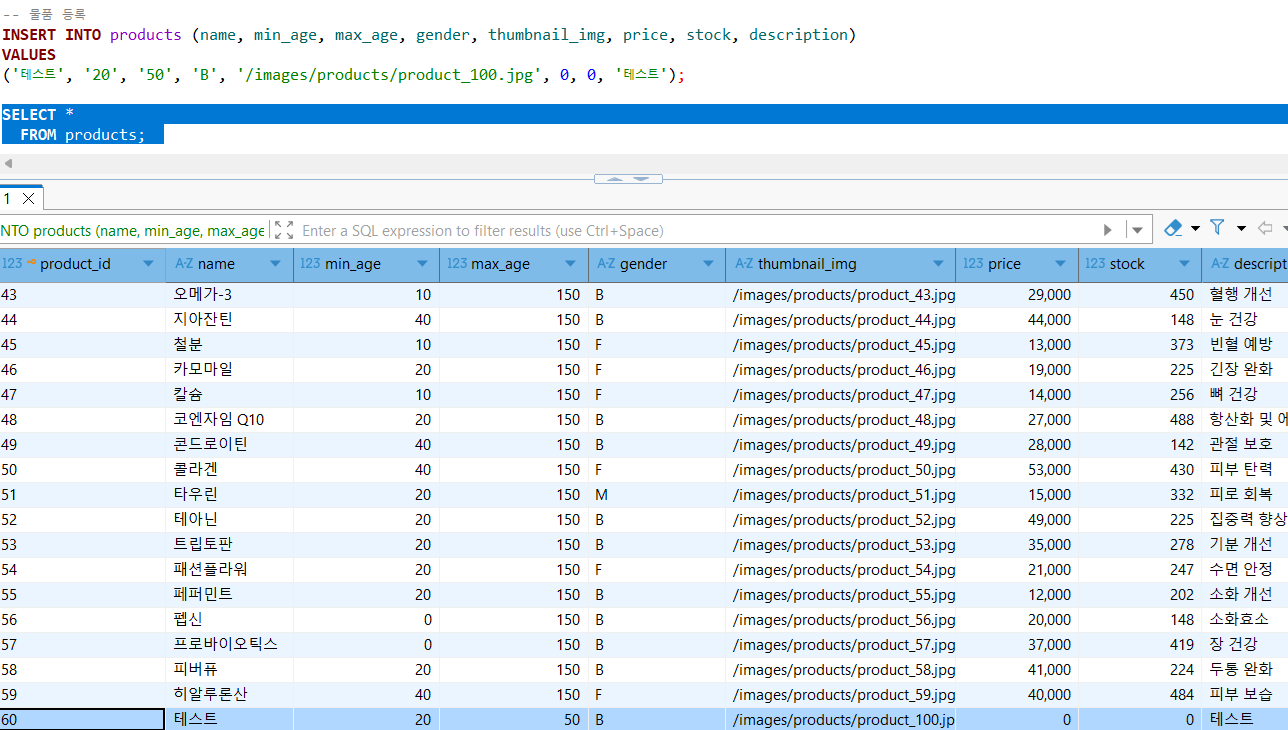 -- 물품 등록
INSERT INTO products (name, min_age, max_age, gender, thumbnail_img, price, stock, description)
VALUES
('테스트', '20', '50', 'B', '/images/products/product_100.jpg', 0, 0, '테스트');
SELECT *
FROM products;
1
NTO products (name, min_age, max_age Enter a SQL expression to filter results (use Ctrl+Space)
123 product_id A-Z name 123 min_age 123 max_age A-Z gender A-Z thumbnail_img 123 price 123 stock A-Z descript
43 오메가-3 10 150 B /images/products/product_43.jpg 29,000 450 혈행 개선
44 지아잔틴 40 150 B /images/products/product_44.jpg 44,000 148 눈 건강
45 철분 10 150 F /images/products/product_45.jpg 13,000 373 빈혈 예방
46 카모마일 20 150 F /images/products/product_46.jpg 19,000 225 긴장 완화
47 칼슘 10 150 F /images/products/product_47.jpg 14,000 256 뼈 건강
48 코엔자임 Q10 20 150 B /images/products/product_48.jpg 27,000 488 항산화 및 에
49 콘드로이틴 40 150 B /images/products/product_49.jpg 28,000 142 관절 보호
50 콜라겐 40 150 F /images/products/product_50.jpg 53,000 430 피부 탄력
51 타우린 20 150 M /images/products/product_51.jpg 15,000 332 피로 회복
52 테아닌 20 150 B /images/products/product_52.jpg 49,000 225 집중력 향상
53 트립토판 20 150 B /images/products/product_53.jpg 35,000 278 기분 개선
54 패션플라워 20 150 F /images/products/product_54.jpg 21,000 247 수면 안정
55 페퍼민트 20 150 B /images/products/product_55.jpg 12,000 202 소화 개선
56 펩신 0 150 B /images/products/product_56.jpg 20,000 148 소화효소
57 프로바이오틱스 0 150 B /images/products/product_57.jpg 37,000 419 장 건강
58 피버퓨 20 150 B /images/products/product_58.jpg 41,000 224 두통 완화
59 히알루론산 40 150 F /images/products/product_59.jpg 40,000 484 피부 보습
60 테스트 20 50 B /images/products/product_100.jp 0 0 테스트